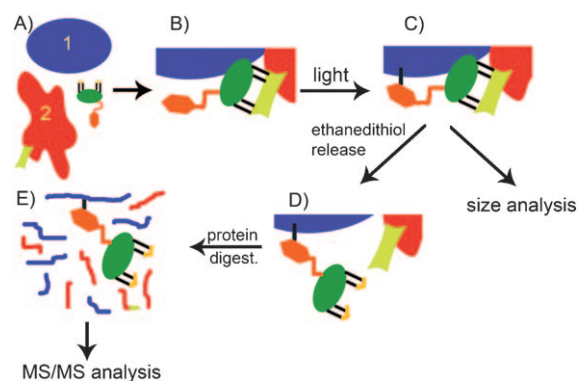 A)
1
2
B)
light
C)
ethanedithiol
release
size analysis
D)
protein
digest.
E)
MS/MS analysis